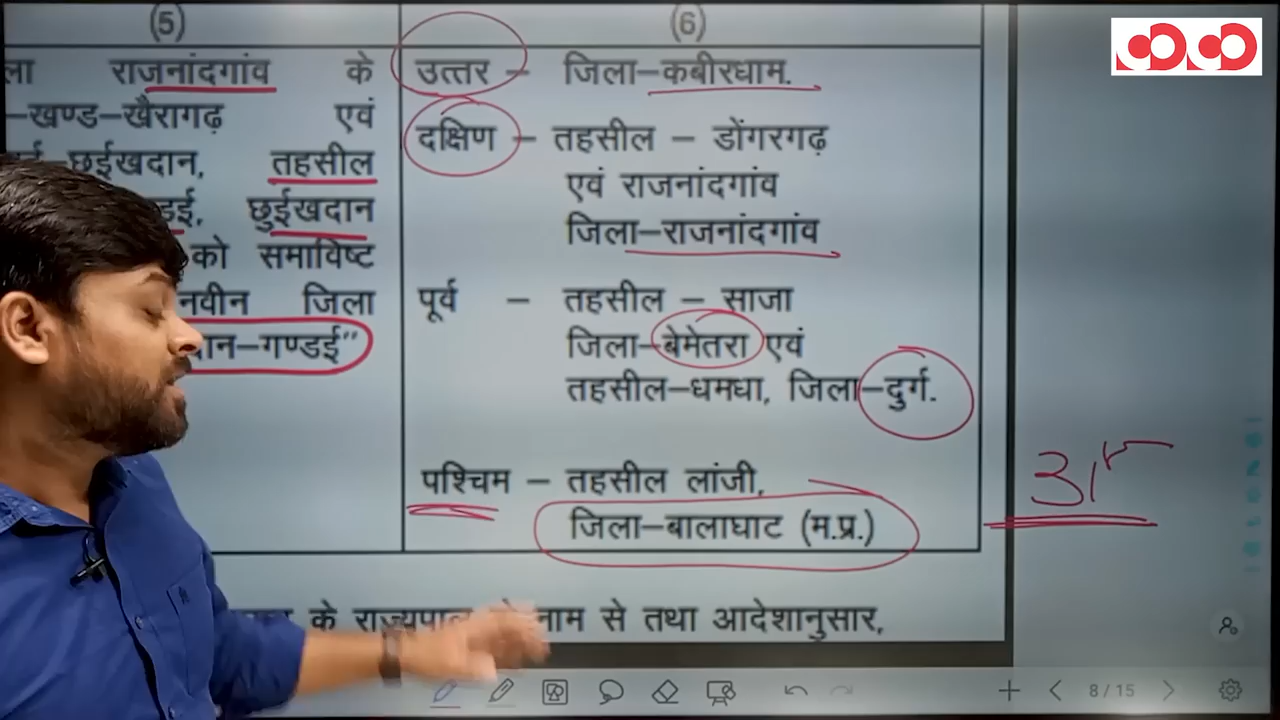 (5)
ला राजनांदगांव के
–खण्ड–खैरागढ़ एवं
छुईखदान, तहसील
छुईखदान
को समाविष्ट
नवीन जिला
दान–गण्डई”
(6)
उत्तर – जिला–कबीरधाम.
दक्षिण – तहसील – डोंगरगढ़
एवं राजनांदगांव
जिला–राजनांदगांव
पूर्व – तहसील – साजा
जिला–बेमेतरा एवं
तहसील–धमधा, जिला–दुर्ग.
पश्चिम – तहसील लांजी,
जिला–बालाघाट (म.प्र.)
के राज्यपाल के नाम से तथा आदेशानुसार,
8 / 15